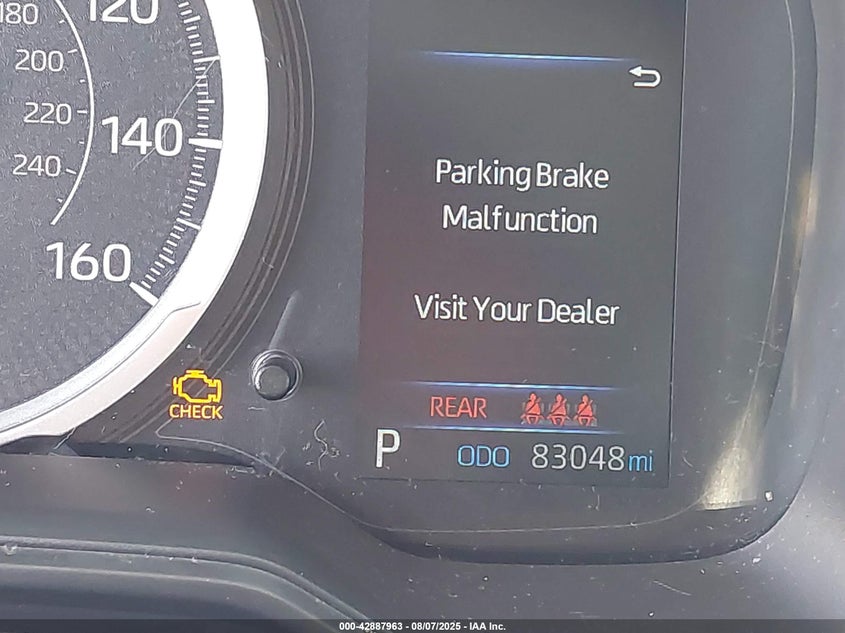 180
120
200
220
140
240
160
Parking Brake
Malfunction
Visit Your Dealer
CHECK
REAR
P ODO 83048 mi
000-42887963 - 08/07/2025 - IAA Inc.